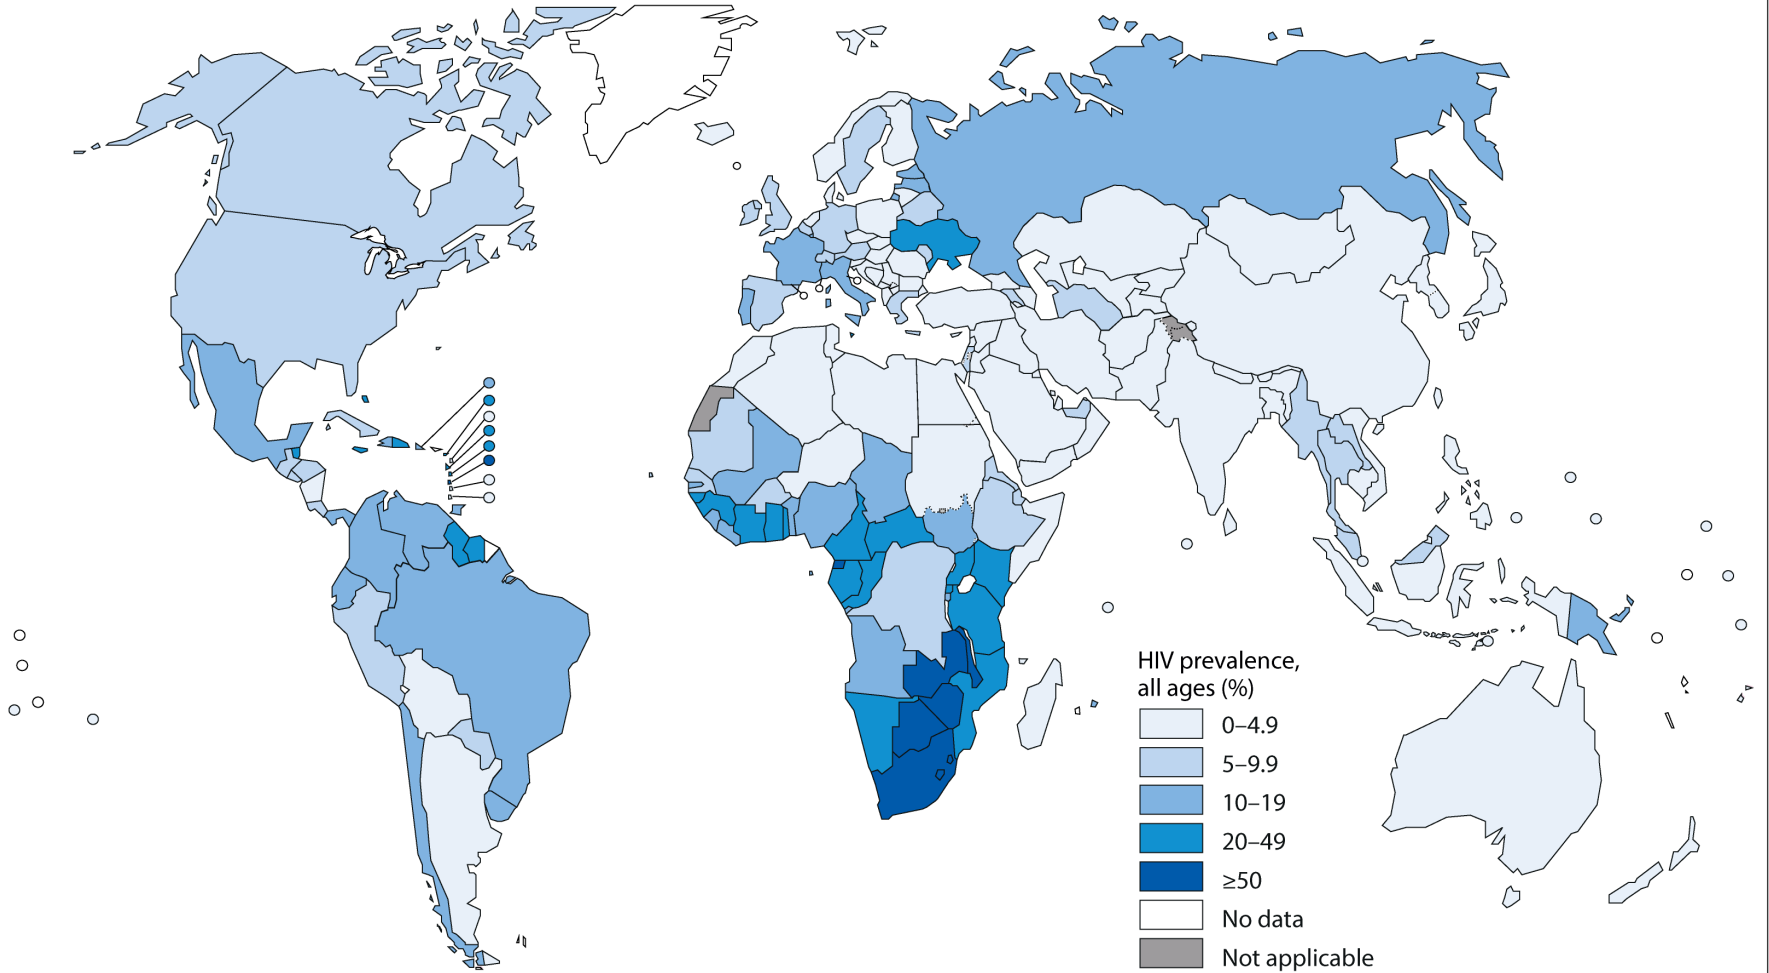 HIV prevalence,
all ages (%)
0–4.9
5–9.9
10–19
20–49
≥50
No data
Not applicable